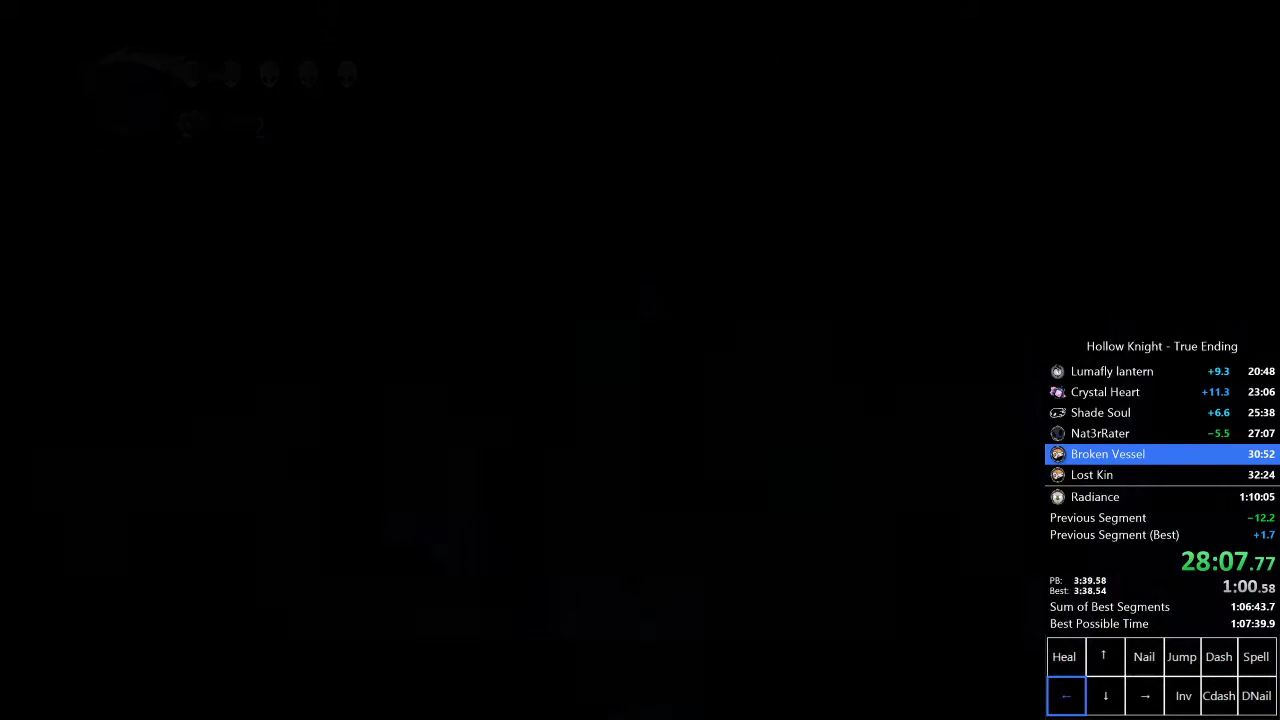 Hollow Knight - True Ending
Lumafly lantern +9.3 20:48
Crystal Heart +11.3 23:06
Shade Soul +6.6 25:38
Nat3rRater -5.5 27:07
Broken Vessel 30:52
Lost Kin 32:24
Radiance 1:10:05
Previous Segment -12.2
Previous Segment (Best) +1.7
28:07.77
PB: 3:39.58
1:00.58
Best: 3:38.54
Sum of Best Segments 1:06:43.7
Best Possible Time 1:07:39.9
Heal ↑ Nail Jump Dash Spell
← ↓ → Inv Cdash DNail